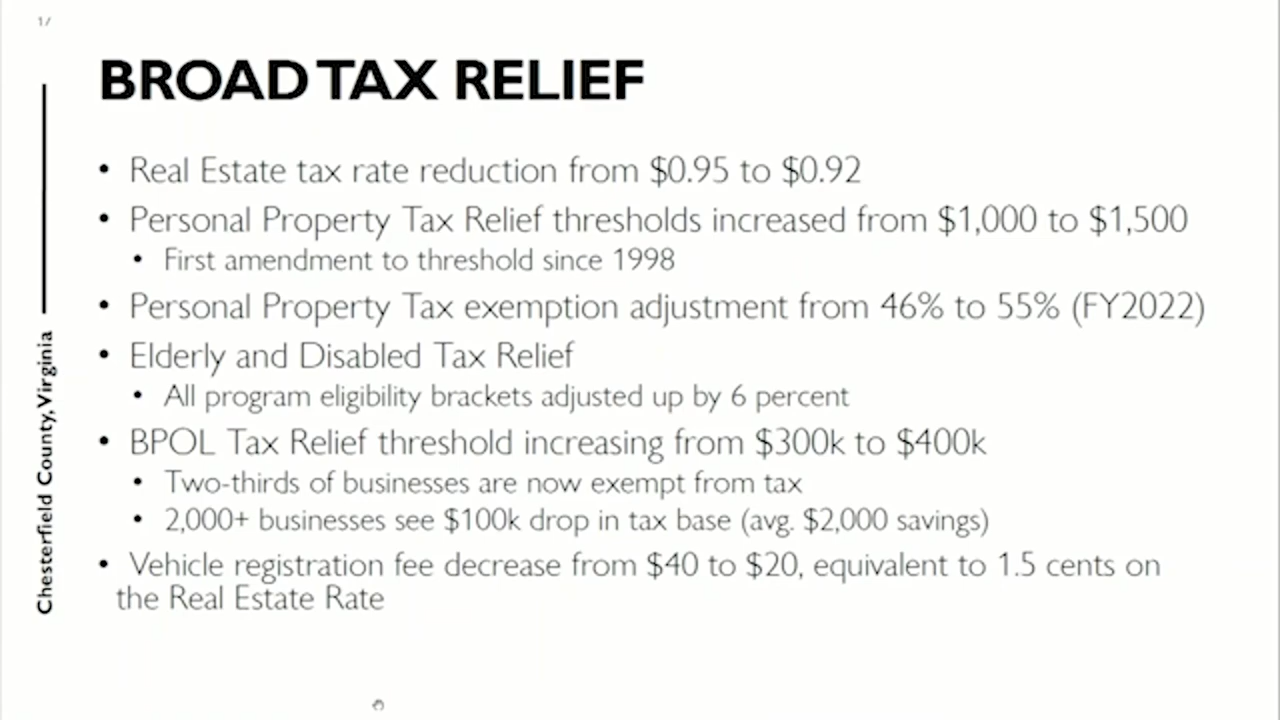 17
BROAD TAX RELIEF
• Real Estate tax rate reduction from $0.95 to $0.92
• Personal Property Tax Relief thresholds increased from $1,000 to $1,500
• First amendment to threshold since 1998
• Personal Property Tax exemption adjustment from 46% to 55% (FY2022)
• Elderly and Disabled Tax Relief
• All program eligibility brackets adjusted up by 6 percent
• BPOL Tax Relief threshold increasing from $300k to $400k
• Two-thirds of businesses are now exempt from tax
• 2,000+ businesses see $100k drop in tax base (avg. $2,000 savings)
• Vehicle registration fee decrease from $40 to $20, equivalent to 1.5 cents on
the Real Estate Rate
Chesterfield County, Virginia